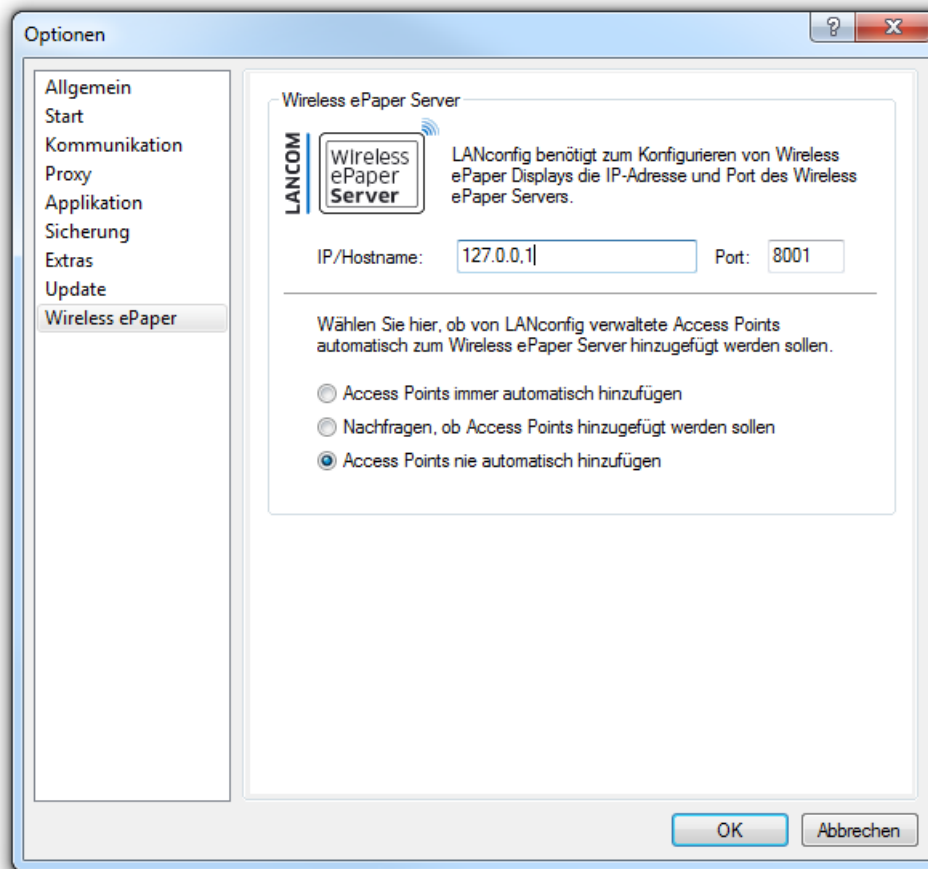 Optionen
Allgemein
Start
Kommunikation
Proxy
Applikation
Sicherung
Extras
Update
Wireless ePaper
Wireless ePaper Server
LANCOM
Wireless
ePaper
Server
LANconfig benötigt zum Konfigurieren von Wireless
ePaper Displays die IP-Adresse und Port des Wireless
ePaper Servers.
IP/Hostname: 127.0.0,1 Port: 8001
Wählen Sie hier, ob von LANconfig verwaltete Access Points
automatisch zum Wireless ePaper Server hinzugefügt werden sollen.
Access Points immer automatisch hinzufügen
Nachfragen, ob Access Points hinzugefügt werden sollen
Access Points nie automatisch hinzufügen
OK Abbrechen